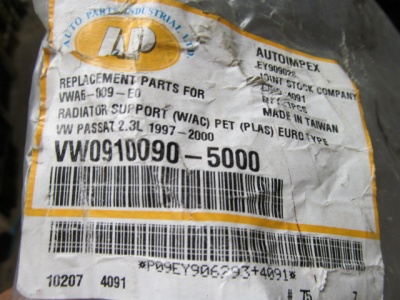 AUTO PARTS INDUSTRIAL LTD.
AP
AUTOIMPEX
JOINT STOCK COMPANY
4091
MADE IN TAIWAN
REPLACEMENT PARTS FOR
VWA6-009-E0
RADIATOR SUPPORT (W/AC) PET (PLAS) EURO TYPE
VW PASSAT 2.3L 1997-2000
VW0910090-5000
*P09EY906293+4091*
10207 4091